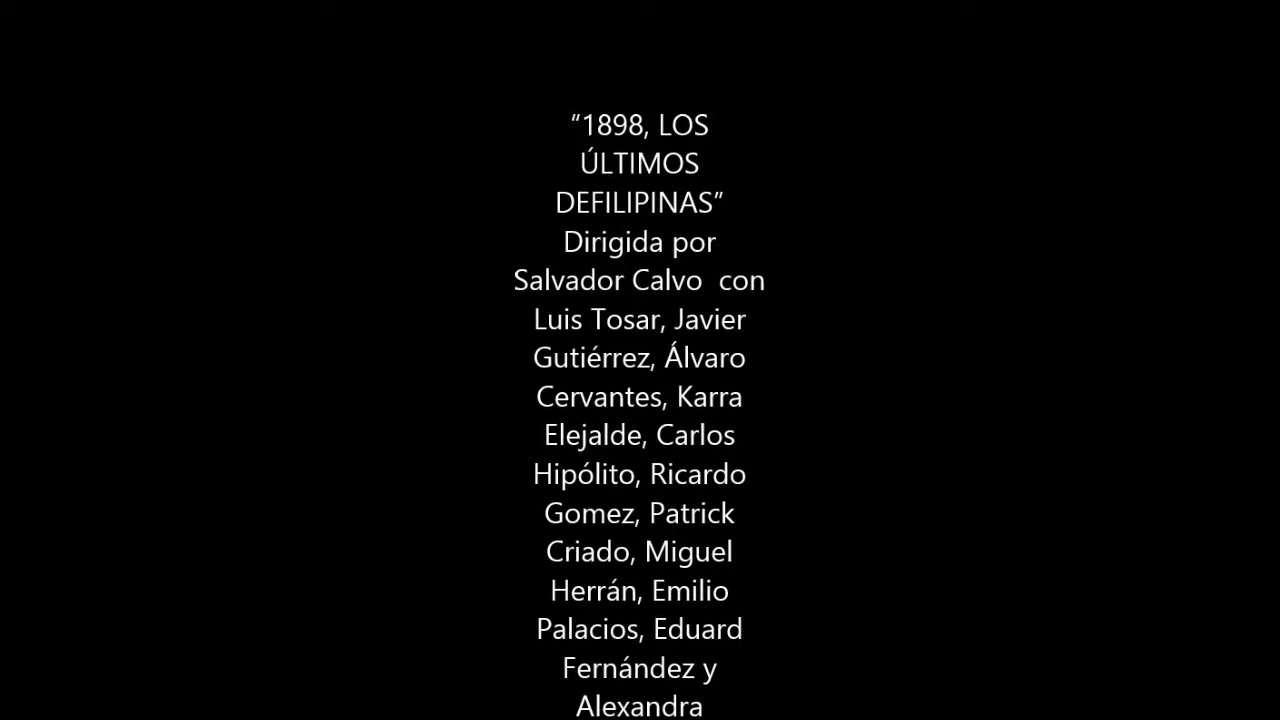 "1898, LOS
ÚLTIMOS
DEFILIPINAS"
Dirigida por
Salvador Calvo  con
Luis Tosar, Javier
Gutiérrez, Álvaro
Cervantes, Karra
Elejalde, Carlos
Hipólito, Ricardo
Gomez, Patrick
Criado, Miguel
Herrán, Emilio
Palacios, Eduard
Fernández y
Alexandra